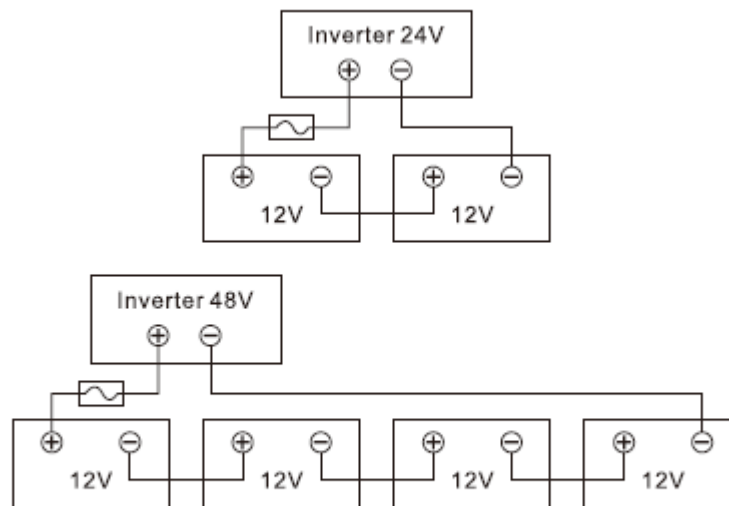 Inverter 24V
+ −
+ − + −
12V 12V
Inverter 48V
+ −
+ − + − + − + −
12V 12V 12V 12V